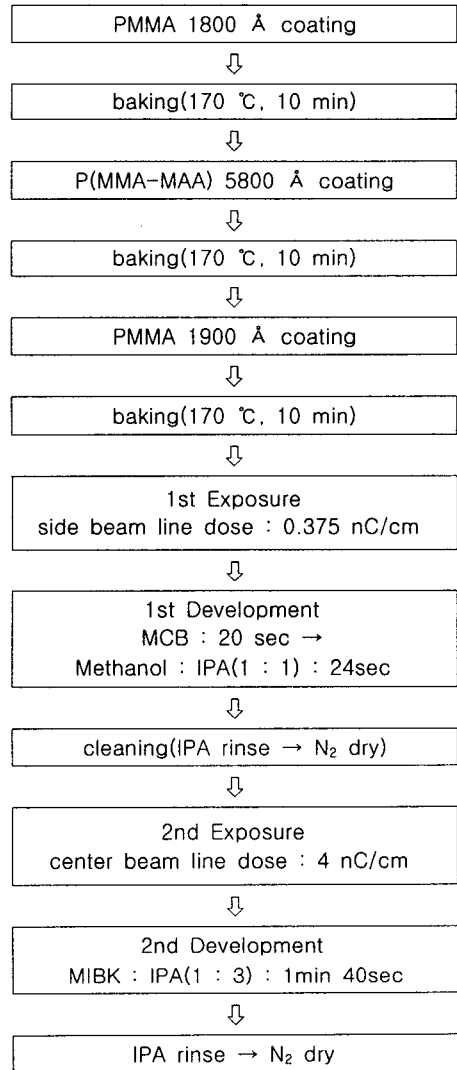 PMMA 1800 Å coating
baking(170 ℃, 10 min)
P(MMA-MAA) 5800 Å coating
baking(170 ℃, 10 min)
PMMA 1900 Å coating
baking(170 ℃, 10 min)
1st Exposure
side beam line dose : 0.375 nC/cm
1st Development
MCB : 20 sec →
Methanol : IPA(1 : 1) : 24sec
cleaning(IPA rinse → N₂ dry)
2nd Exposure
center beam line dose : 4 nC/cm
2nd Development
MIBK : IPA(1 : 3) : 1min 40sec
IPA rinse → N₂ dry